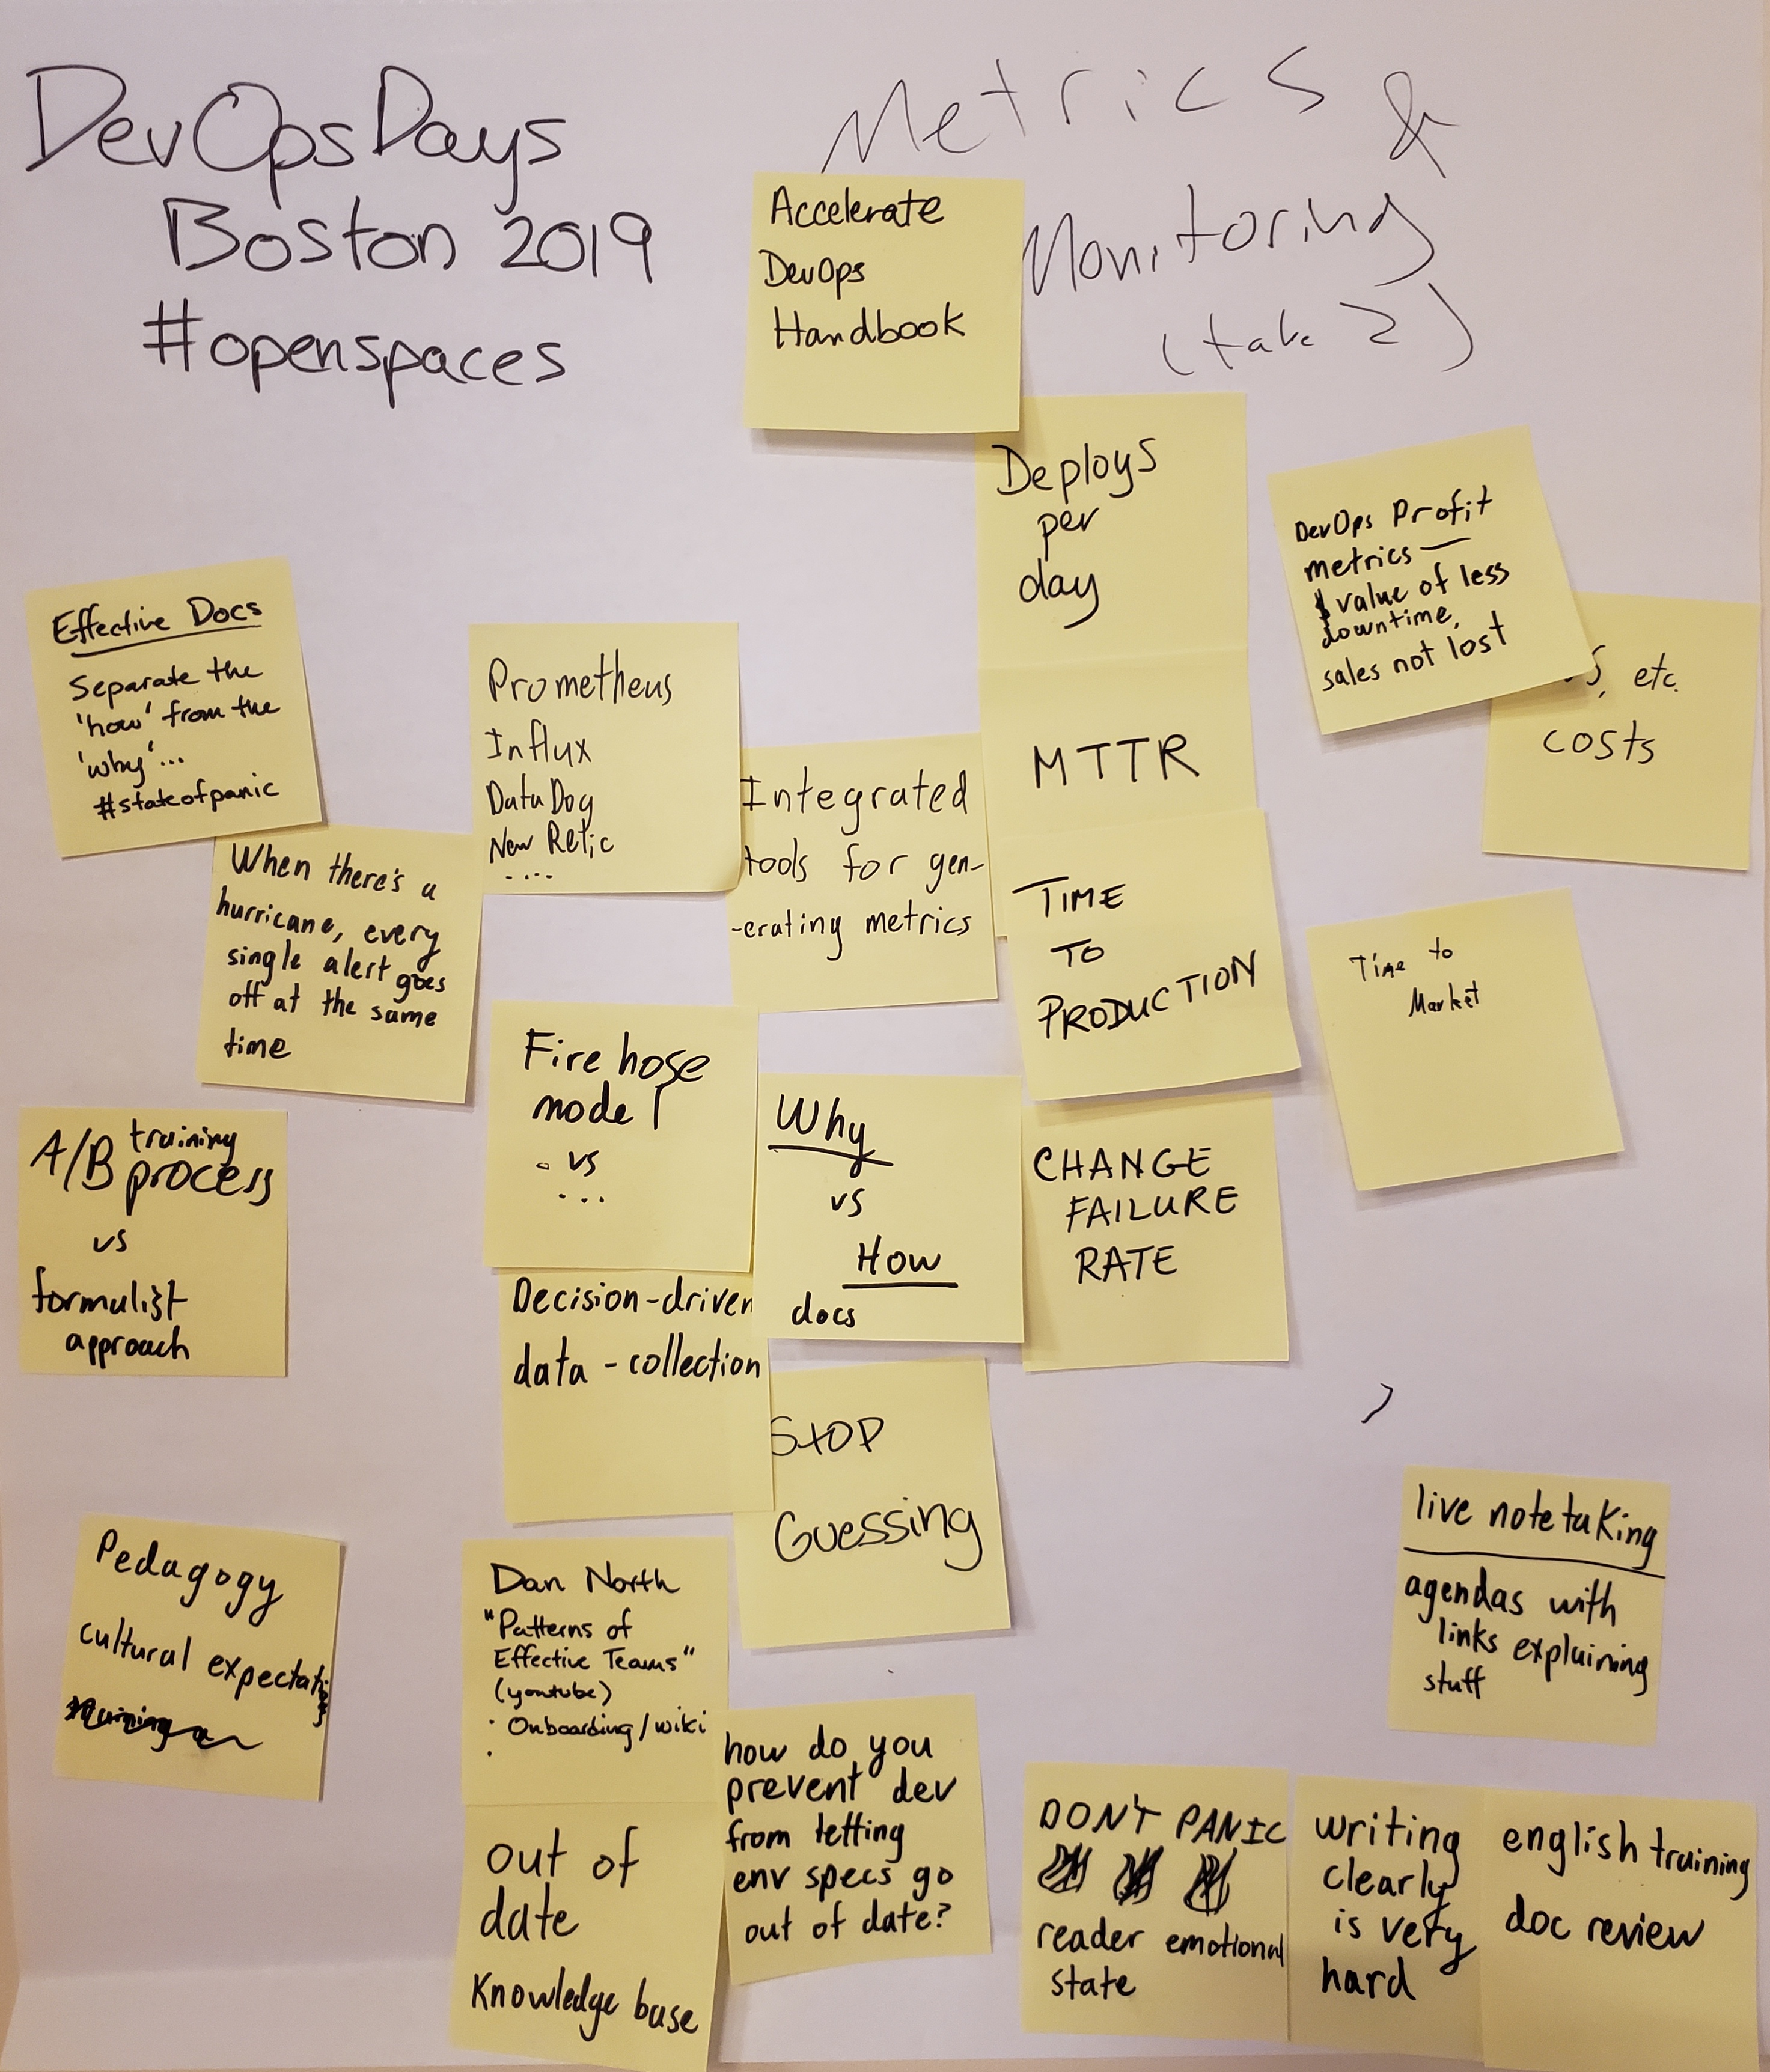 DevOpsDays
Boston 2019
#openspaces
Metrics &
Monitoring
(take 2)
Accelerate
DevOps
Handbook
Deploys
per
day
DevOps Profit
metrics —
$ value of less
downtime,
sales not lost
etc.
costs
Effective Docs
Separate the
'how' from the
'why'...
#stateofpanic
Prometheus
Influx
DataDog
New Relic
....
Integrated
tools for gen-
-erating metrics
MTTR
When there's a
hurricane, every
single alert goes
off at the same
time
TIME
TO
PRODUCTION
Time to
Market
Fire hose
model
vs
...
Why
vs
How
docs
CHANGE
FAILURE
RATE
A/B training
process
vs
formulist
approach
Decision-driven
data-collection
STOP
Guessing
live notetaking
agendas with
links explaining
stuff
Pedagogy
cultural expectations
Dan North
"Patterns of
Effective Teams"
(youtube)
· Onboarding/wiki
·
how do you
prevent dev
from letting
env specs go
out of date?
out of
date
Knowledge base
DON'T PANIC
reader emotional
state
writing
clearly
is very
hard
english training
doc review